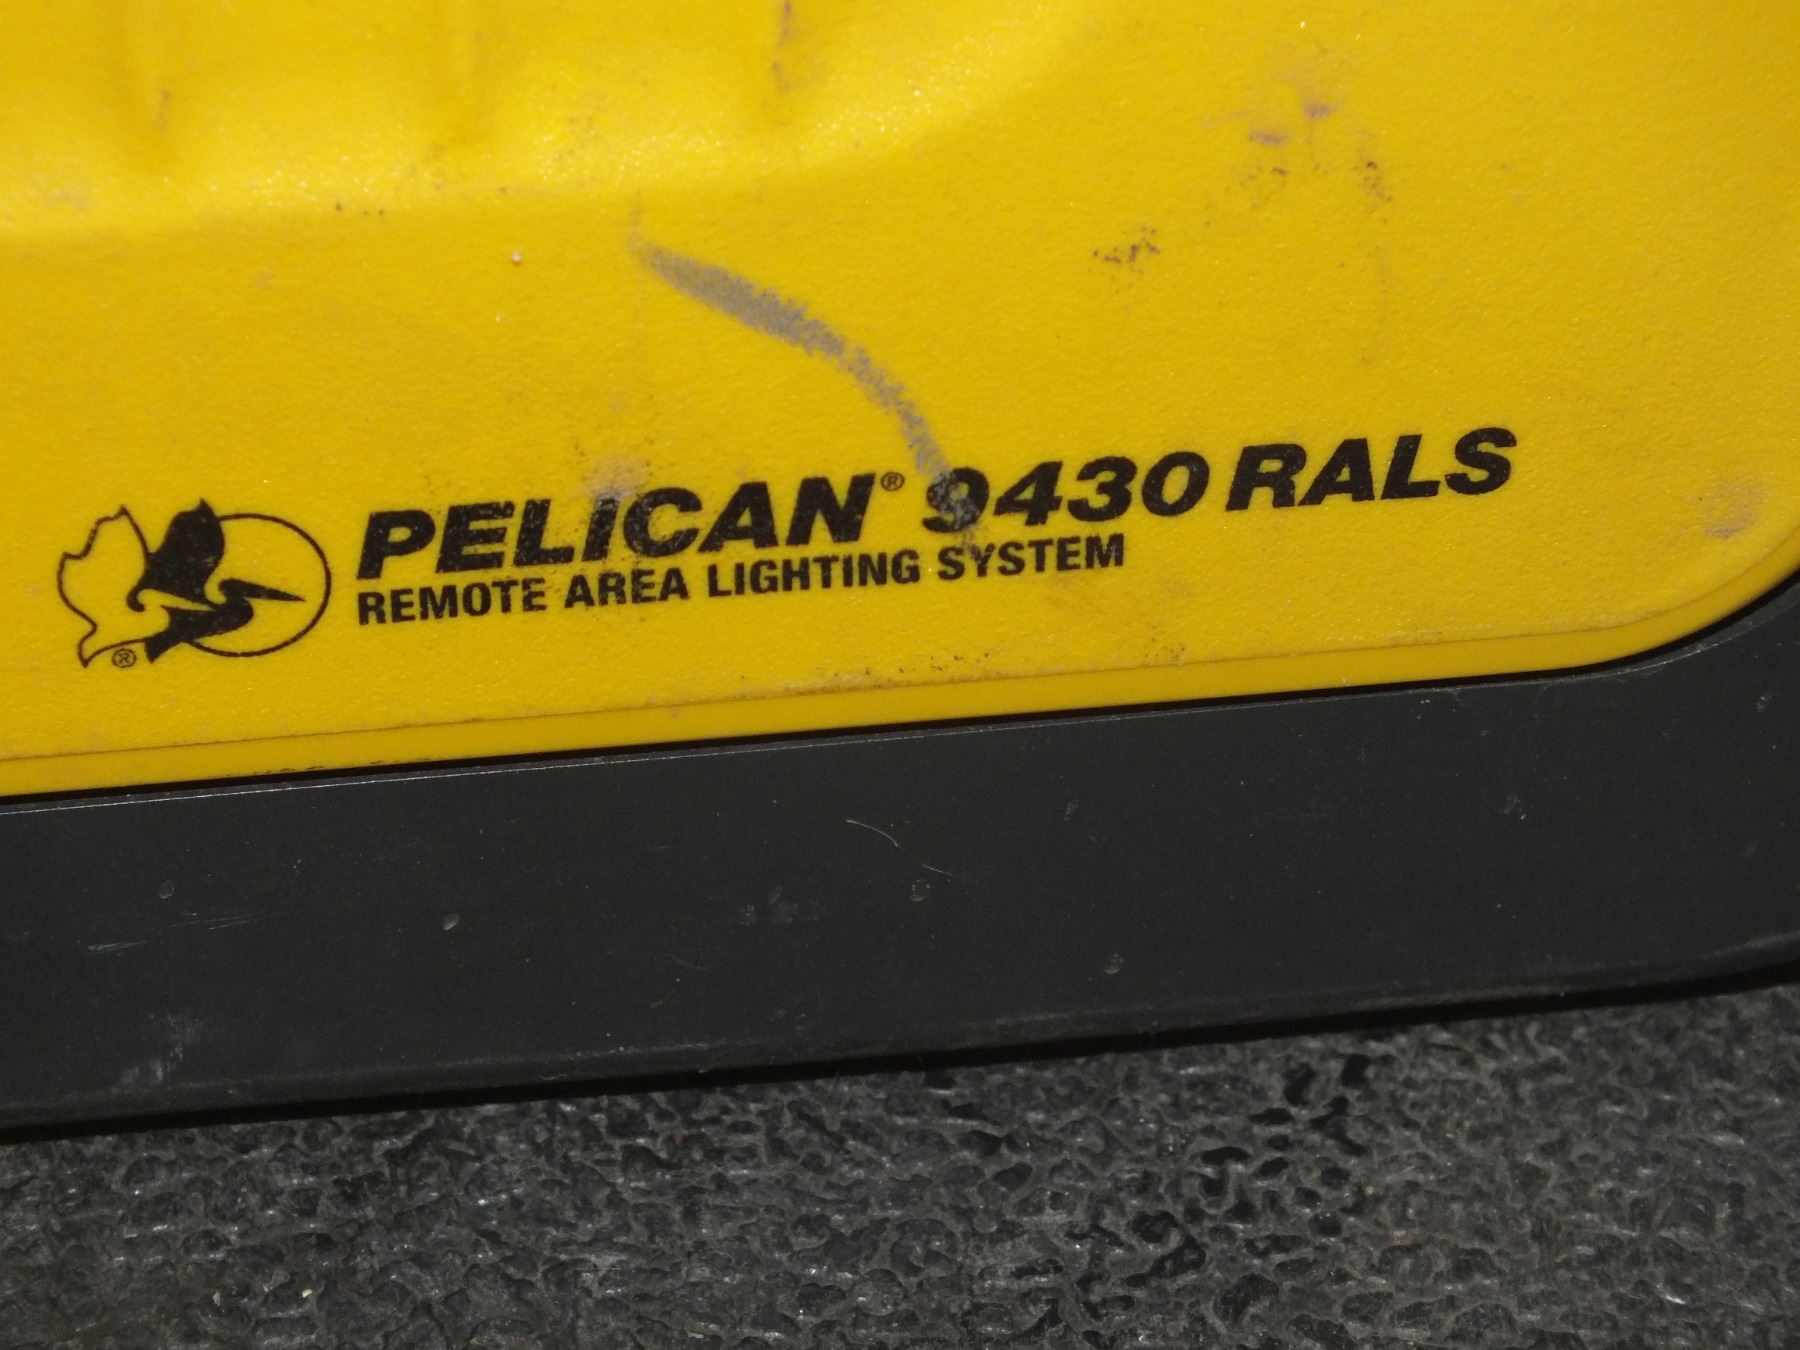 PELICAN® 9430 RALS
REMOTE AREA LIGHTING SYSTEM
®